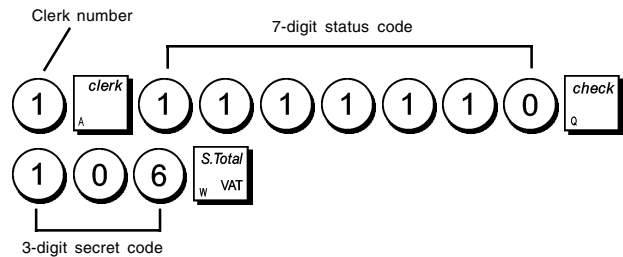 Clerk number
7-digit status code
1 clerk A 1 1 1 1 1 1 0 check Q
1 0 6 S.Total W VAT
3-digit secret code